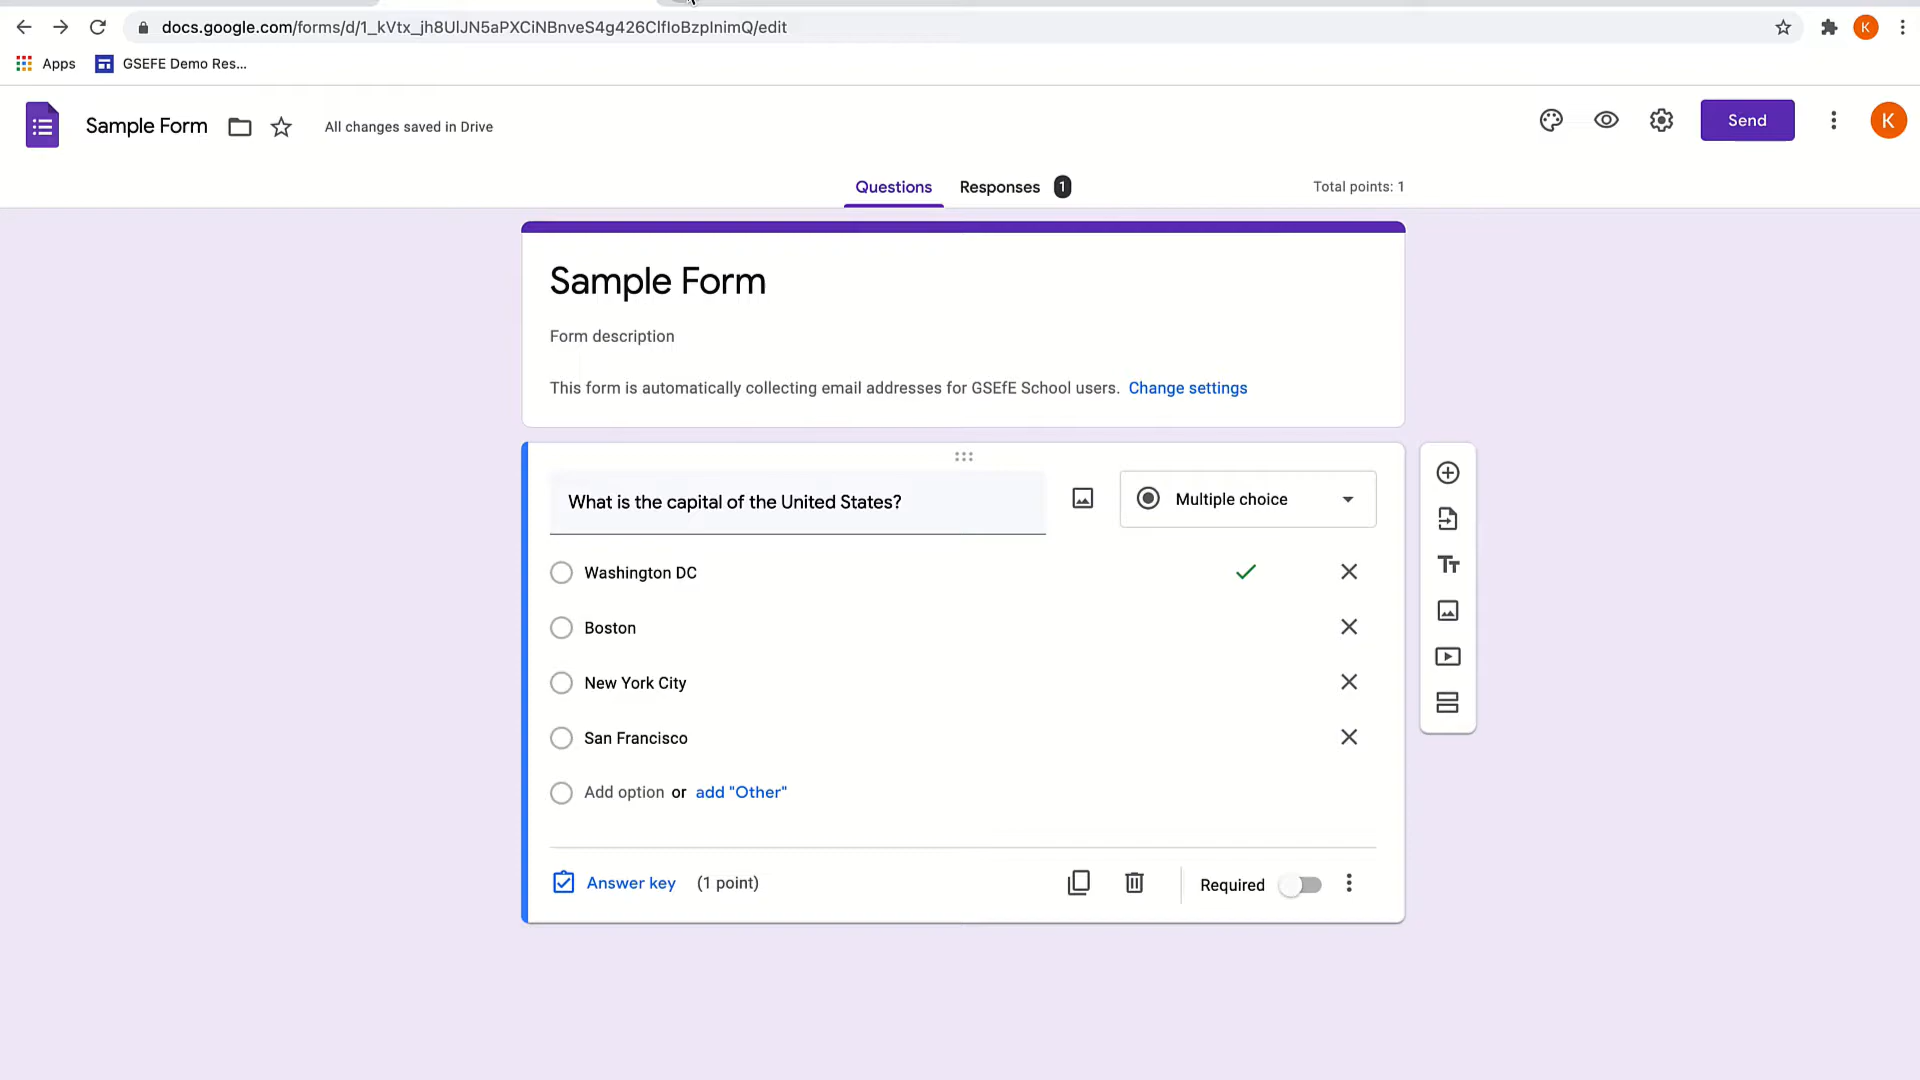 docs.google.com/forms/d/1_kVtx_jh8UlJN5aPXCiNBnveS4g426ClfIoBzpInimQ/edit
K
Apps
GSEFE Demo Res...
Sample Form
All changes saved in Drive
Send
K
Questions
Responses 1
Total points: 1
Sample Form
Form description
This form is automatically collecting email addresses for GSEfE School users. Change settings
What is the capital of the United States?
Multiple choice
Washington DC
Boston
New York City
San Francisco
Add option or add "Other"
Answer key (1 point)
Required